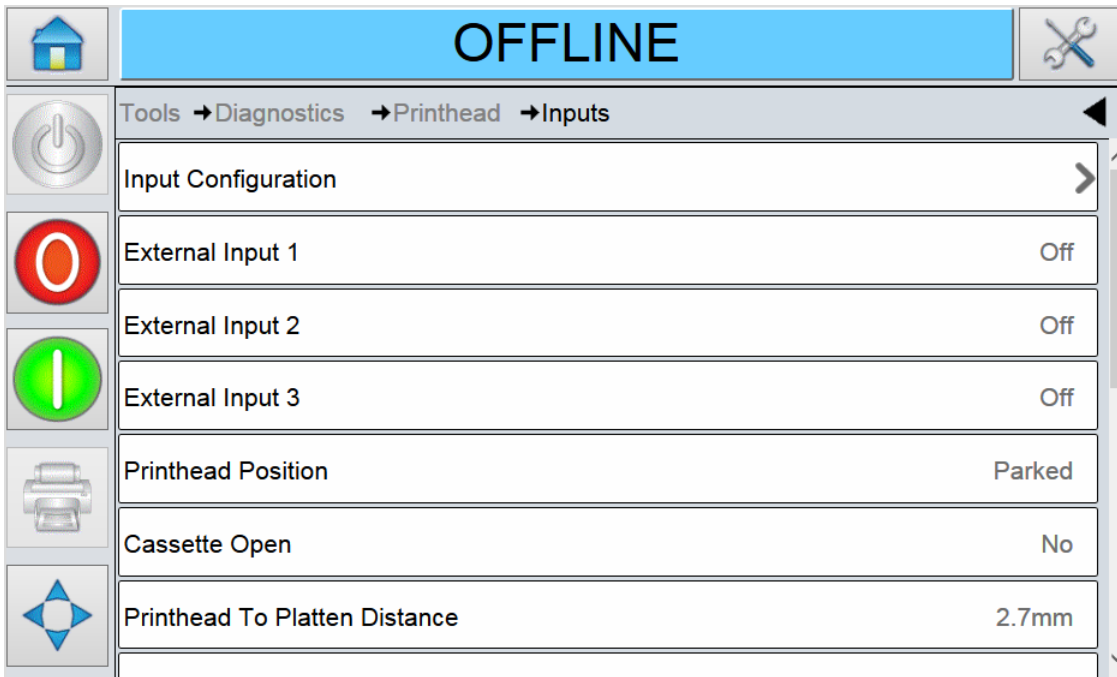 OFFLINE
Tools ➔Diagnostics ➔Printhead ➔Inputs
Input Configuration
External Input 1 Off
External Input 2 Off
External Input 3 Off
Printhead Position Parked
Cassette Open No
Printhead To Platten Distance 2.7mm